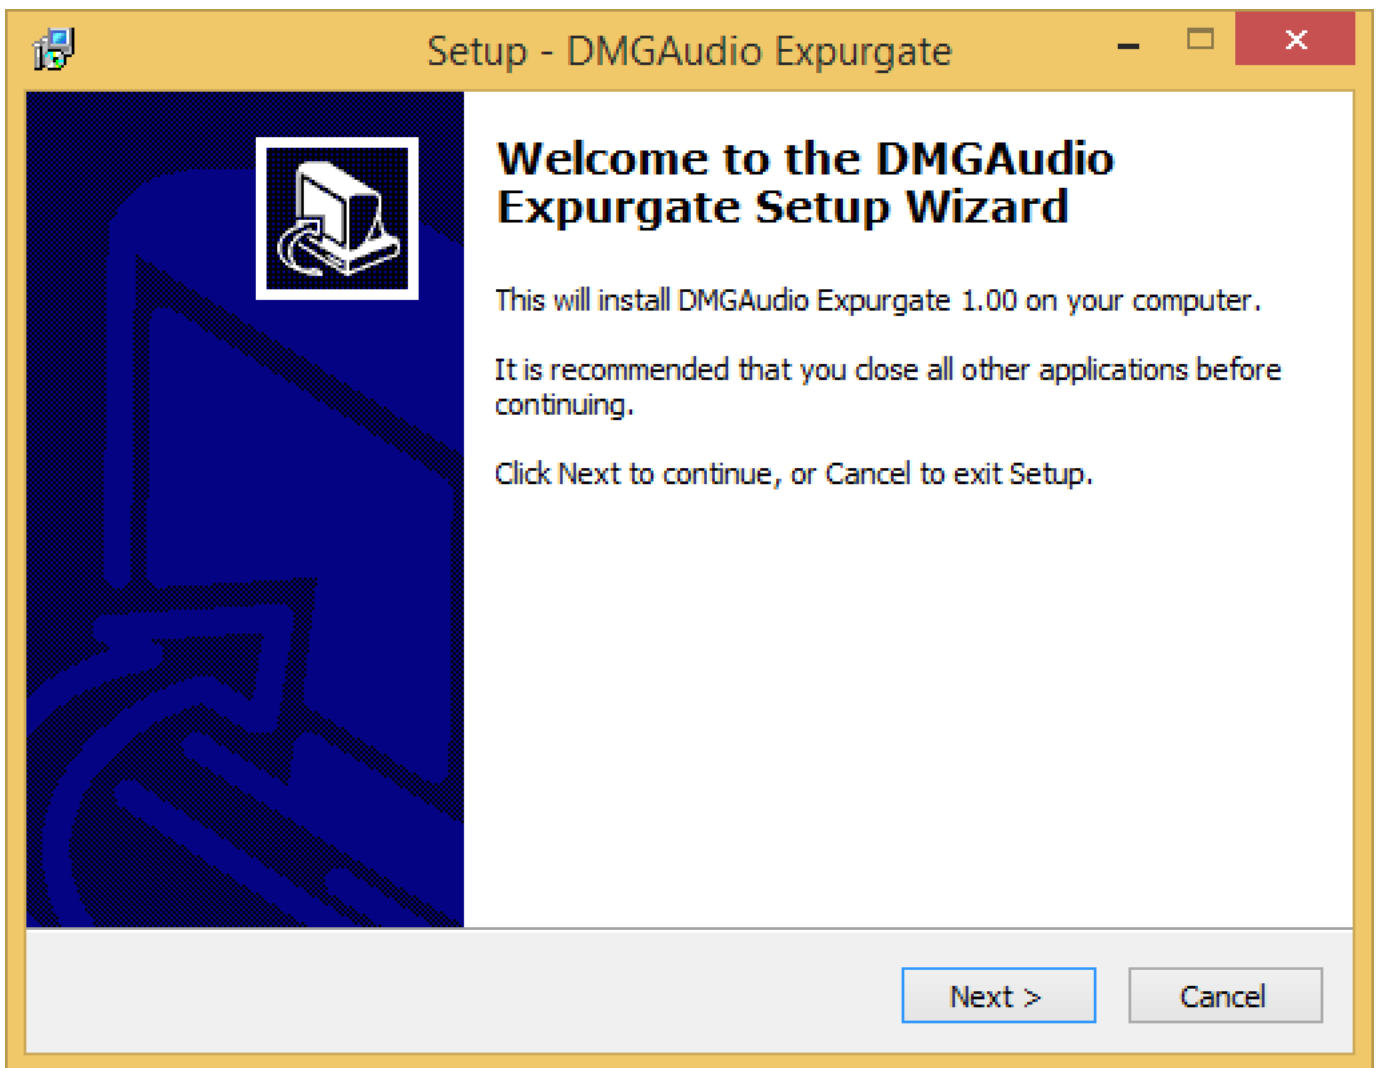 Setup - DMGAudio Expurgate
Welcome to the DMGAudio
Expurgate Setup Wizard
This will install DMGAudio Expurgate 1.00 on your computer.
It is recommended that you close all other applications before
continuing.
Click Next to continue, or Cancel to exit Setup.
Next >
Cancel